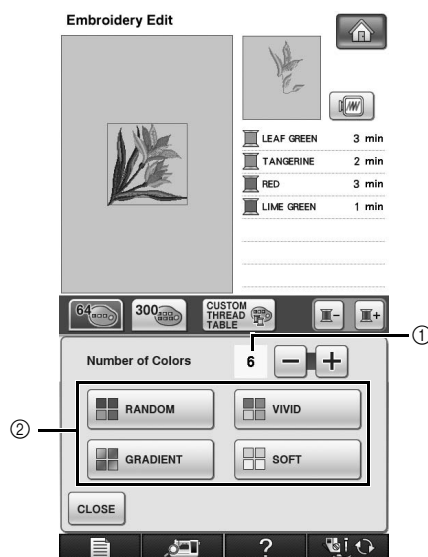 Embroidery Edit
LEAF GREEN 3 min
TANGERINE 2 min
RED 3 min
LIME GREEN 1 min
64 300 CUSTOM THREAD TABLE
①
Number of Colors 6 − +
②
RANDOM VIVID
GRADIENT SOFT
CLOSE
?